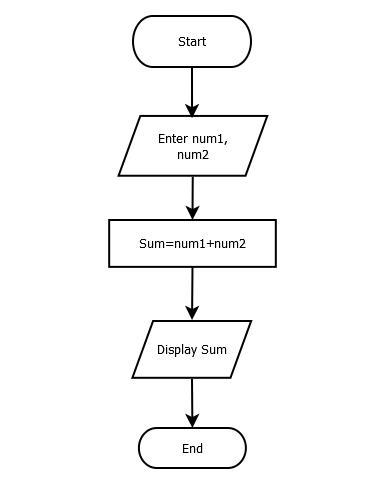 Start
Enter num1,
num2
Sum=num1+num2
Display Sum
End